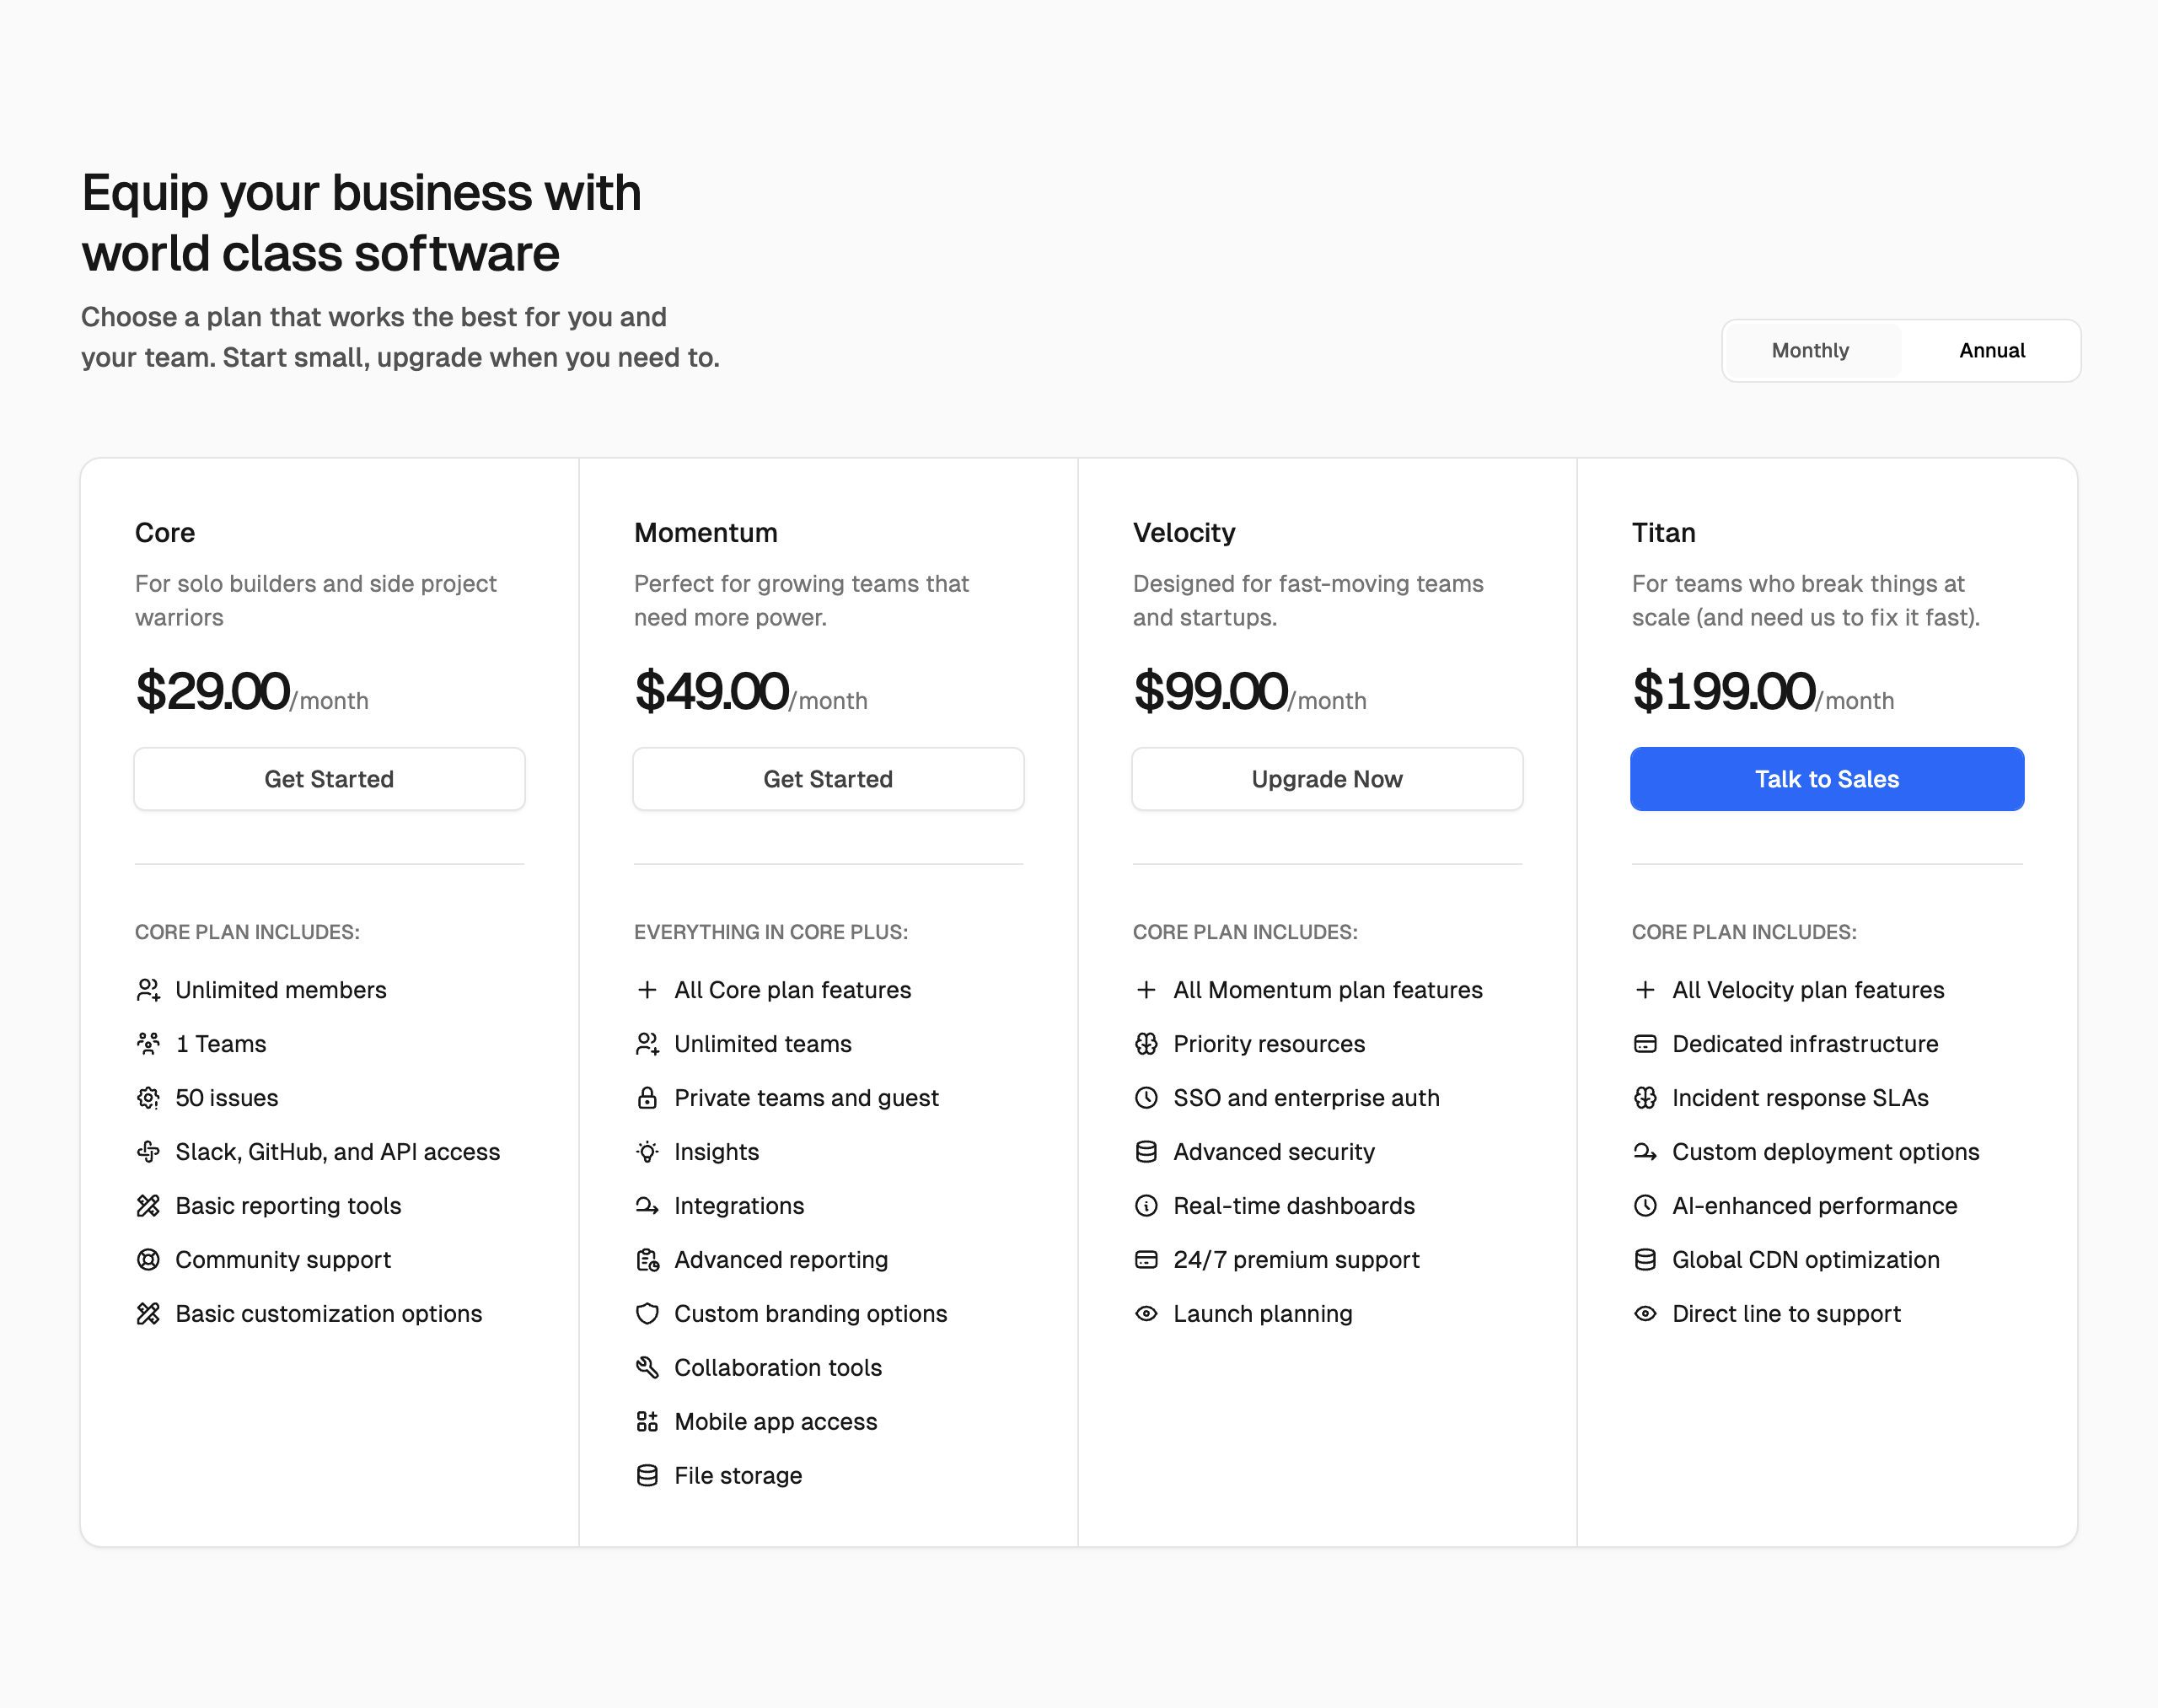 Equip your business with
world class software
Choose a plan that works the best for you and
your team. Start small, upgrade when you need to.
Monthly
Annual
Core
For solo builders and side project
warriors
$29.00/month
Get Started
CORE PLAN INCLUDES:
Unlimited members
1 Teams
50 issues
Slack, GitHub, and API access
Basic reporting tools
Community support
Basic customization options
Momentum
Perfect for growing teams that
need more power.
$49.00/month
Get Started
EVERYTHING IN CORE PLUS:
All Core plan features
Unlimited teams
Private teams and guest
Insights
Integrations
Advanced reporting
Custom branding options
Collaboration tools
Mobile app access
File storage
Velocity
Designed for fast-moving teams
and startups.
$99.00/month
Upgrade Now
CORE PLAN INCLUDES:
All Momentum plan features
Priority resources
SSO and enterprise auth
Advanced security
Real-time dashboards
24/7 premium support
Launch planning
Titan
For teams who break things at
scale (and need us to fix it fast).
$199.00/month
Talk to Sales
CORE PLAN INCLUDES:
All Velocity plan features
Dedicated infrastructure
Incident response SLAs
Custom deployment options
AI-enhanced performance
Global CDN optimization
Direct line to support